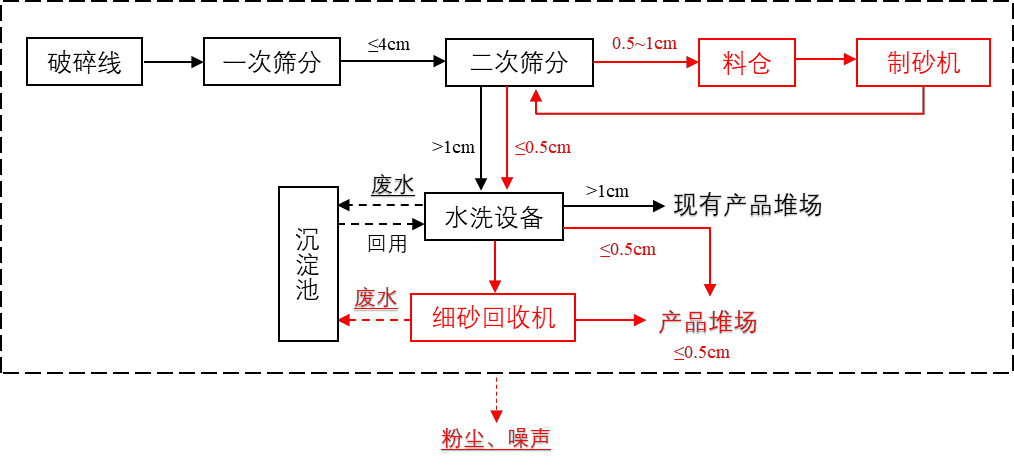 ≤4cm
0.5~1cm
破碎线
一次筛分
二次筛分
料仓
制砂机
>1cm
≤0.5cm
废水
>1cm
水洗设备
现有产品堆场
回用
≤0.5cm
沉淀池
废水
细砂回收机
产品堆场
≤0.5cm
粉尘、噪声